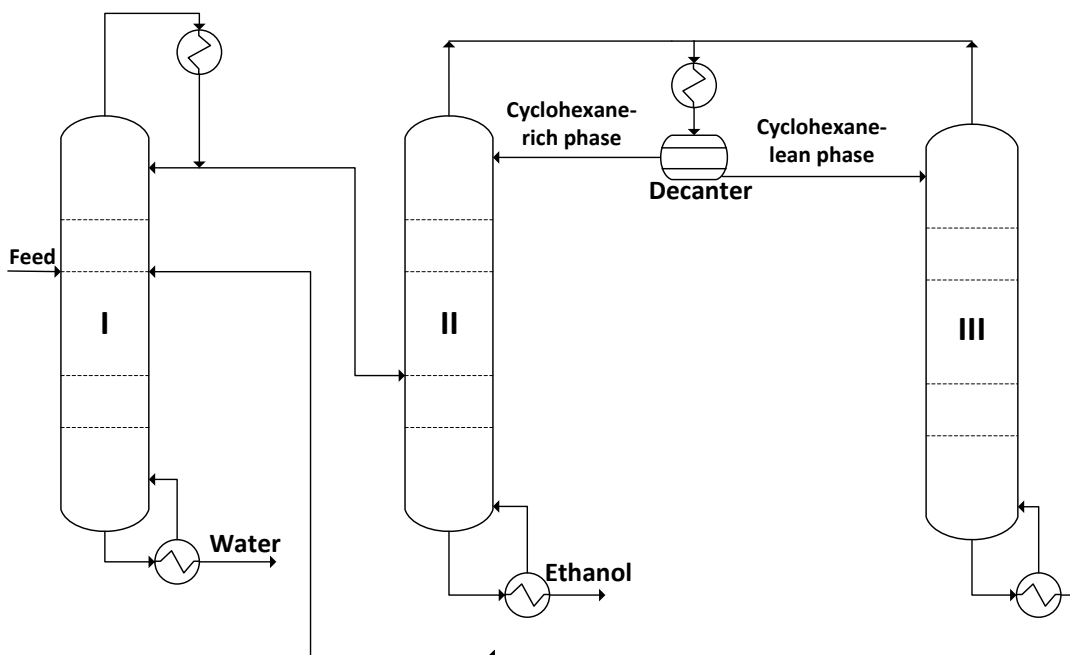 Cyclohexane-
rich phase
Cyclohexane-
lean phase
Decanter
Feed
I
II
III
Water
Ethanol